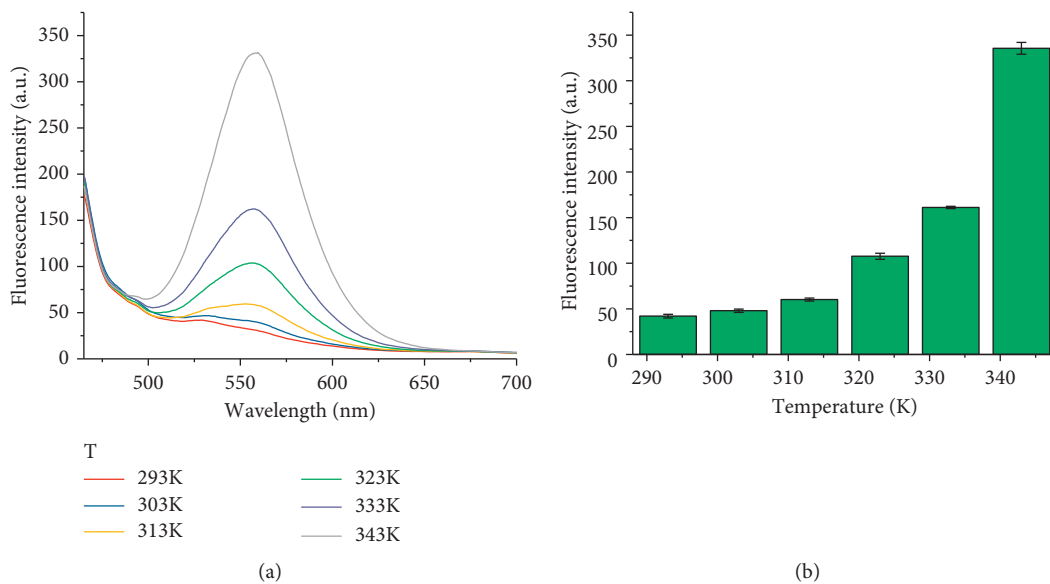 Fluorescence intensity (a.u.)
350
300
250
200
150
100
50
0
500
550
600
650
700
Wavelength (nm)
T
293K
303K
313K
323K
333K
343K
(a)
Fluorescence intensity (a.u.)
350
300
250
200
150
100
50
0
290
300
310
320
330
340
Temperature (K)
(b)